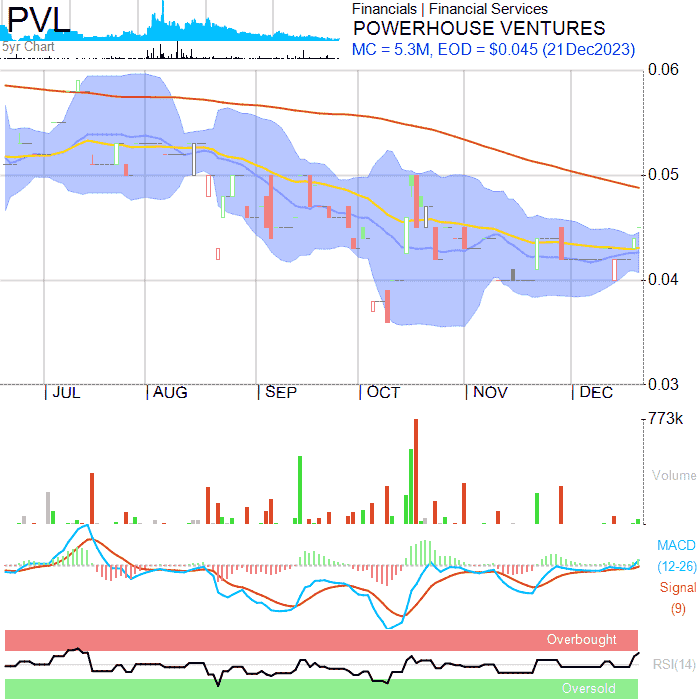 PVL
5yr Chart
Financials | Financial Services
POWERHOUSE VENTURES
MC = 5.3M, EOD = $0.045 (21Dec2023)
0.06
0.05
0.04
0.03
JUL AUG SEP OCT NOV DEC
773k
Volume
MACD
(12-26)
Signal
(9)
Overbought
RSI(14)
Oversold